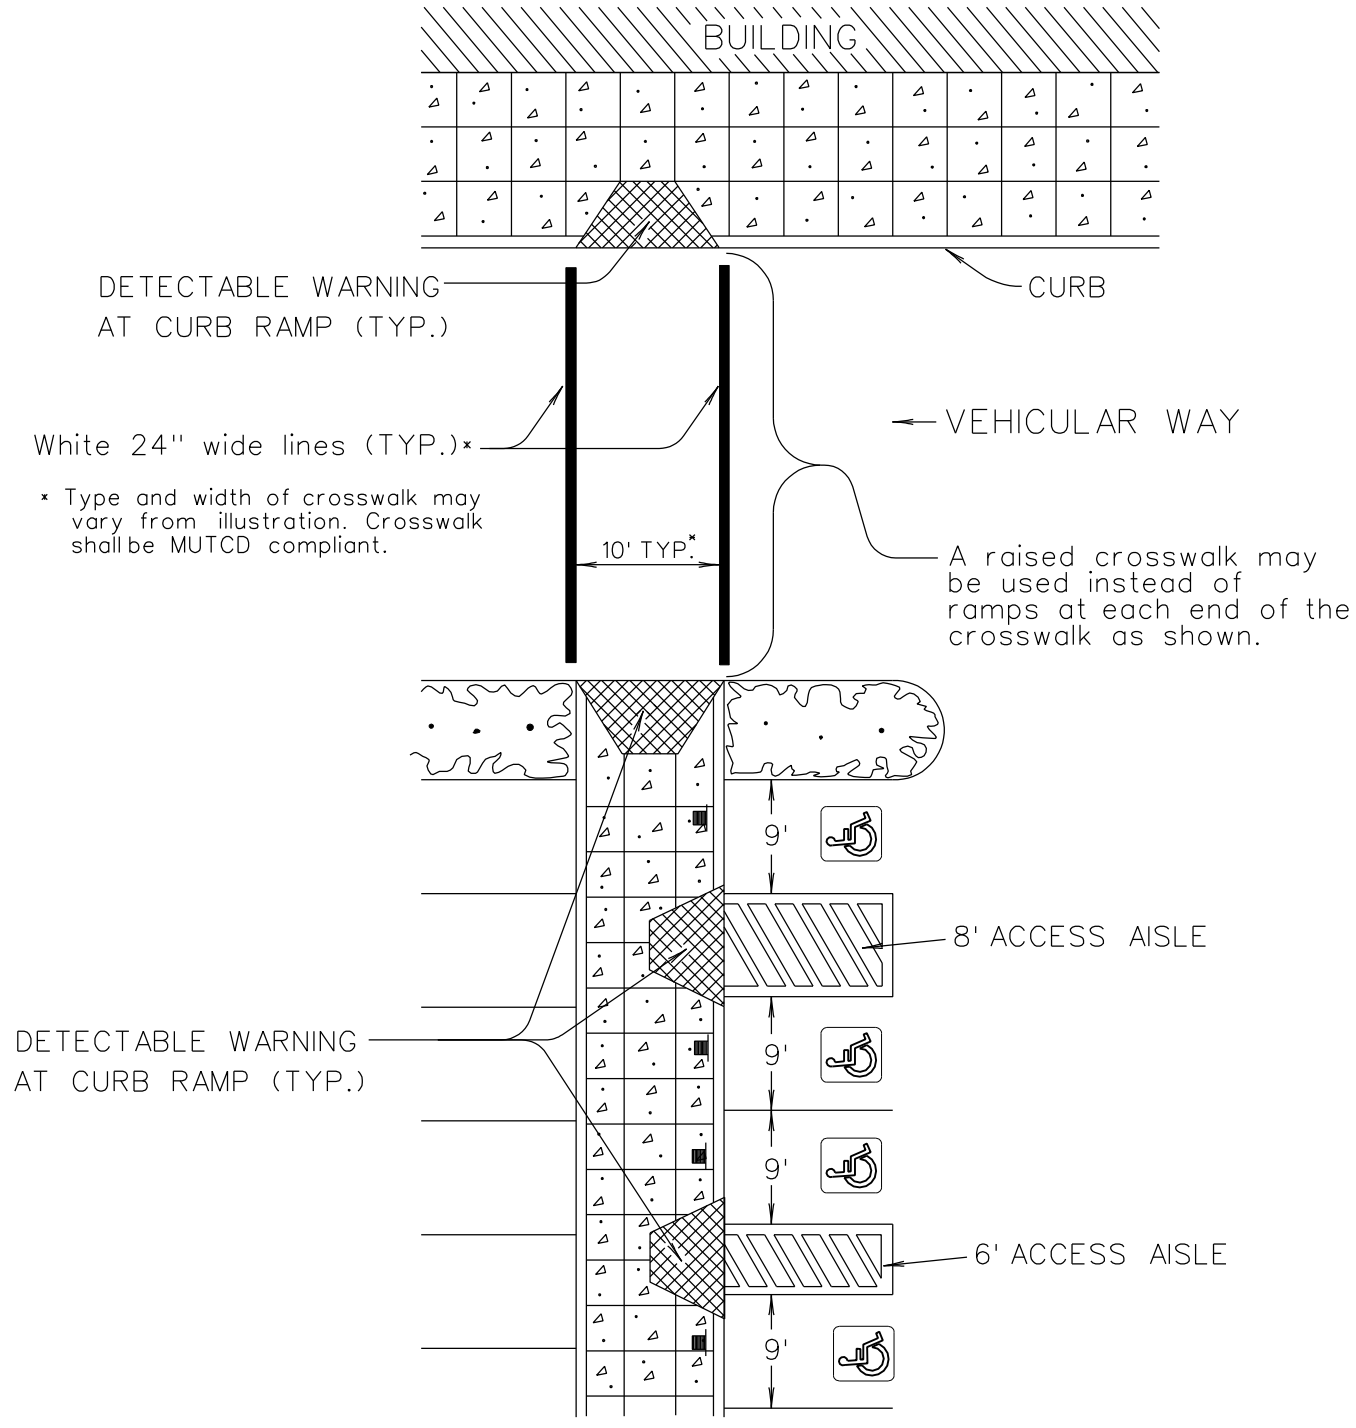 BUILDING
DETECTABLE WARNING
AT CURB RAMP (TYP.)
CURB
VEHICULAR WAY
White 24" wide lines (TYP.)*
* Type and width of crosswalk may
vary from illustration. Crosswalk
shall be MUTCD compliant.
10' TYP.*
A raised crosswalk may
be used instead of
ramps at each end of the
crosswalk as shown.
9'
8' ACCESS AISLE
DETECTABLE WARNING
AT CURB RAMP (TYP.)
9'
9'
6' ACCESS AISLE
9'